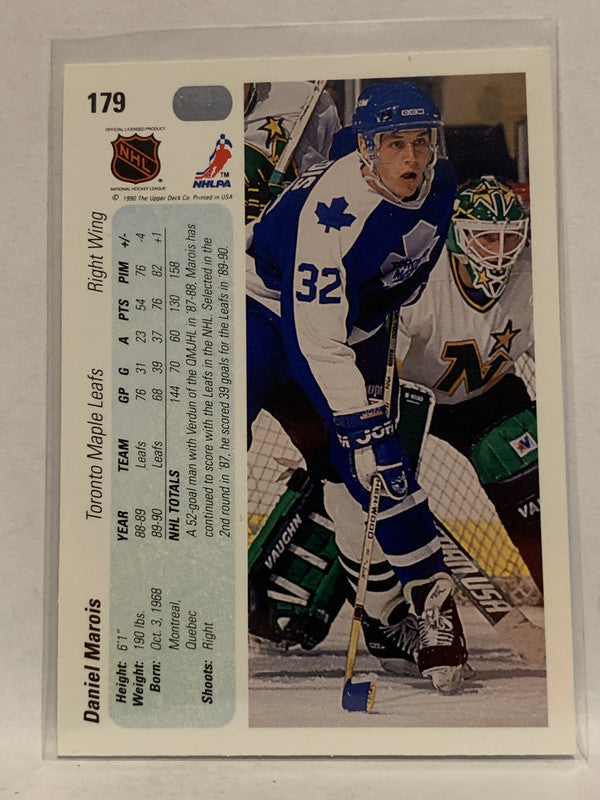 179
OFFICIAL LICENSED PRODUCT
NHL
®
NATIONAL HOCKEY LEAGUE
TM
NHLPA
© 1990 The Upper Deck Co. Printed in USA
Daniel Marois Toronto Maple Leafs Right Wing
Height: 6'1"
Weight: 190 lbs.
Born: Oct. 3, 1968
Montreal,
Quebec
Shoots: Right
YEAR TEAM GP G A PTS PIM +/-
88-89 Leafs 76 31 23 54 76 -4
89-90 Leafs 68 39 37 76 82 +1
NHL TOTALS 144 70 60 130 158
A 52-goal man with Verdun of the QMJHL in '87-88, Marois has
continued to score with the Leafs in the NHL. Selected in the
2nd round in '87, he scored 39 goals for the Leafs in '89-90.
CCM
32
N
VAUGHN